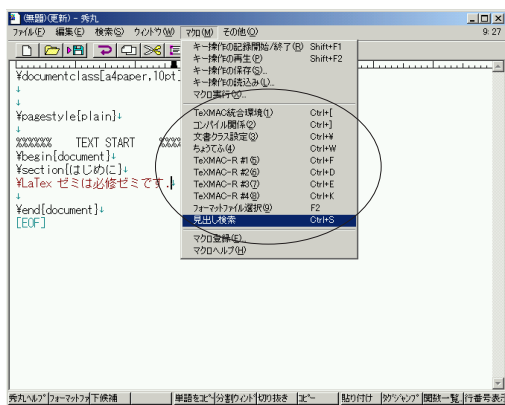 (無題)(更新) - 秀丸
ファイル(F) 編集(E) 検索(S) ウィンドウ(W) マクロ(M) その他(O) 9: 27
¥documentclass[a4paper,10pt]
↓
↓
¥pagestyle[plain]↓
↓
%%%%%% TEXT START %%%%
¥begin[document]↓
¥section[はじめに]↓
¥LaTex ゼミは必修ゼミです.↓
↓
¥end[document]↓
[EOF]
キー操作の記録開始/終了(R) Shift+F1
キー操作の再生(P) Shift+F2
キー操作の保存(S)...
キー操作の読込み(L)...
マクロ実行(X)...
TeXMAC統合環境(1) Ctrl+[
コンパイル関係(2) Ctrl+]
文書クラス設定(3) Ctrl+¥
ちょうてふ(4) Ctrl+W
TeXMAC-R #1(5) Ctrl+F
TeXMAC-R #2(6) Ctrl+D
TeXMAC-R #3(7) Ctrl+E
TeXMAC-R #4(8) Ctrl+K
フォーマットファイル選択(9) F2
見出し検索 Ctrl+S
マクロ登録(E)...
マクロヘルプ(H)
秀丸ヘルプ フォーマットファ 下候補 単語をコピ 分割ウィンド 切り抜き コピー 貼り付け タグジャンプ 関数一覧. 行番号表示